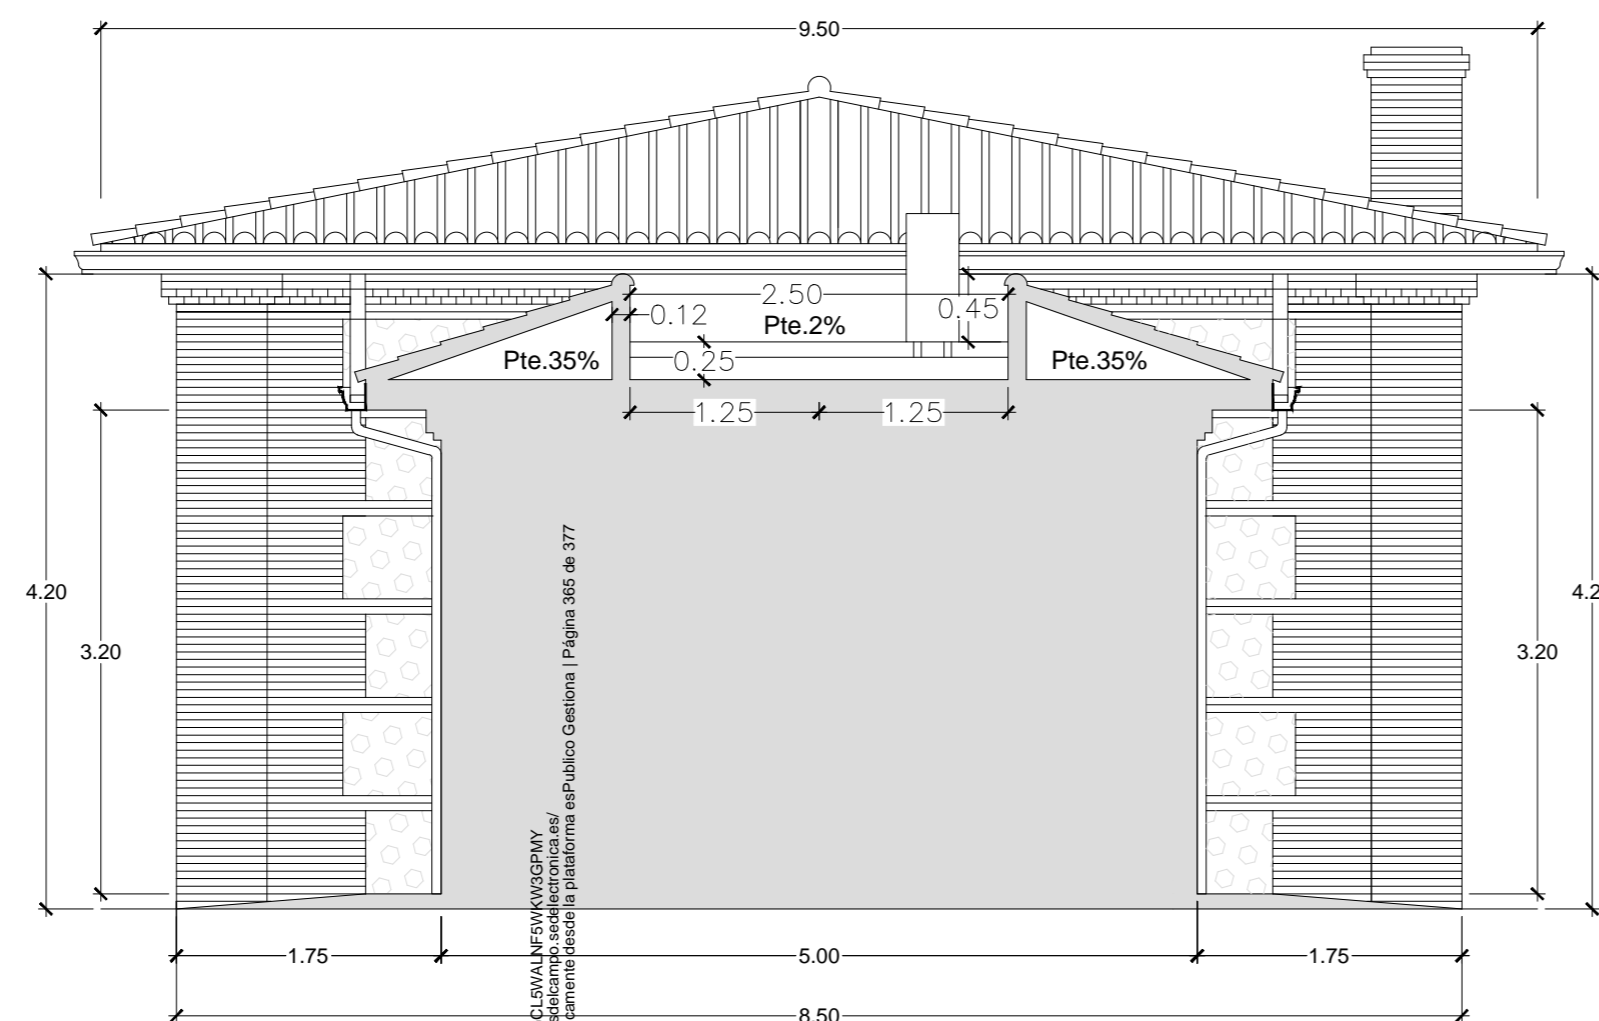 9.50
2.50
0.12
0.45
Pte.2%
Pte.35%
0.25
Pte.35%
1.25
1.25
4.20
3.20
3.20
4.2
CL5WALNF5WKW3GPMY
sdelcampo.sedelectronica.es/
camente desde la plataforma esPublico Gestiona | Página 365 de 377
1.75
5.00
1.75
8.50